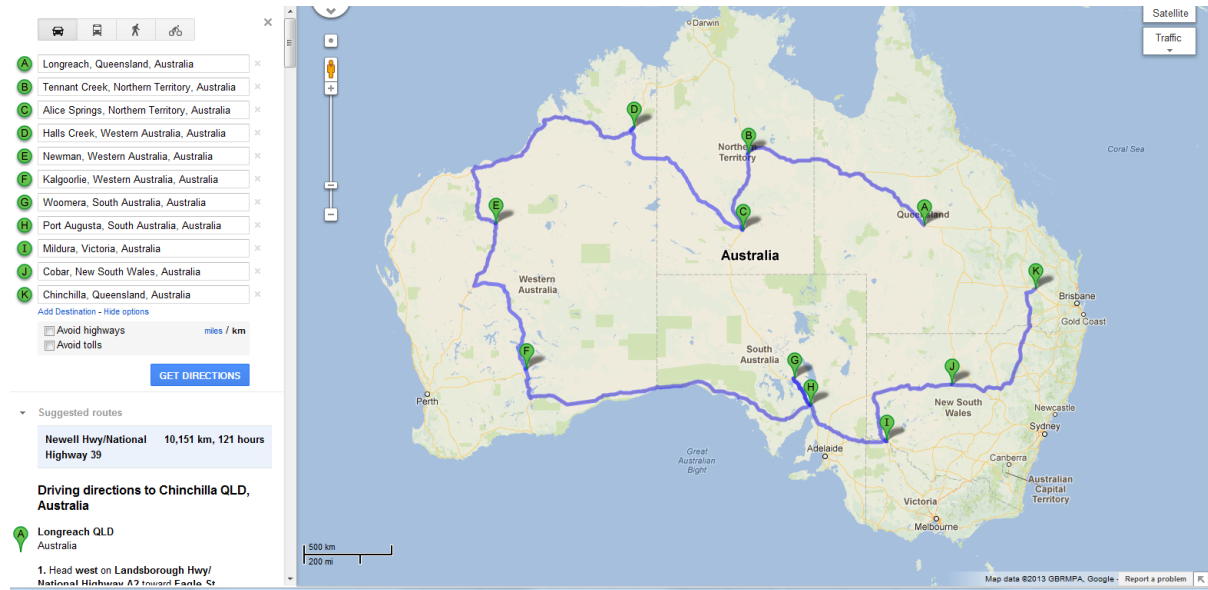 A Longreach, Queensland, Australia
B Tennant Creek, Northern Territory, Australia
C Alice Springs, Northern Territory, Australia
D Halls Creek, Western Australia, Australia
E Newman, Western Australia, Australia
F Kalgoorlie, Western Australia, Australia
G Woomera, South Australia, Australia
H Port Augusta, South Australia, Australia
I Mildura, Victoria, Australia
J Cobar, New South Wales, Australia
K Chinchilla, Queensland, Australia
Add Destination - Hide options
Avoid highways
miles / km
Avoid tolls
GET DIRECTIONS
Suggested routes
Newell Hwy/National 10,151 km, 121 hours
Highway 39
Driving directions to Chinchilla QLD,
Australia
A Longreach QLD
Australia
1. Head west on Landsborough Hwy/
National Highway A2 toward Eagle St
Satellite
Traffic
Darwin
D
B
Northern
Territory
Coral Sea
E
C
A
Queensland
Australia
Western
Australia
K
Brisbane
Gold Coast
F
South
Australia
G
H
J
New South
Wales
Perth
I
Newcastle
Sydney
Great
Australian
Bight
Adelaide
Canberra
Australian
Capital
Territory
Victoria
Melbourne
500 km
200 mi
Map data ©2013 GBRMPA, Google -
Report a problem